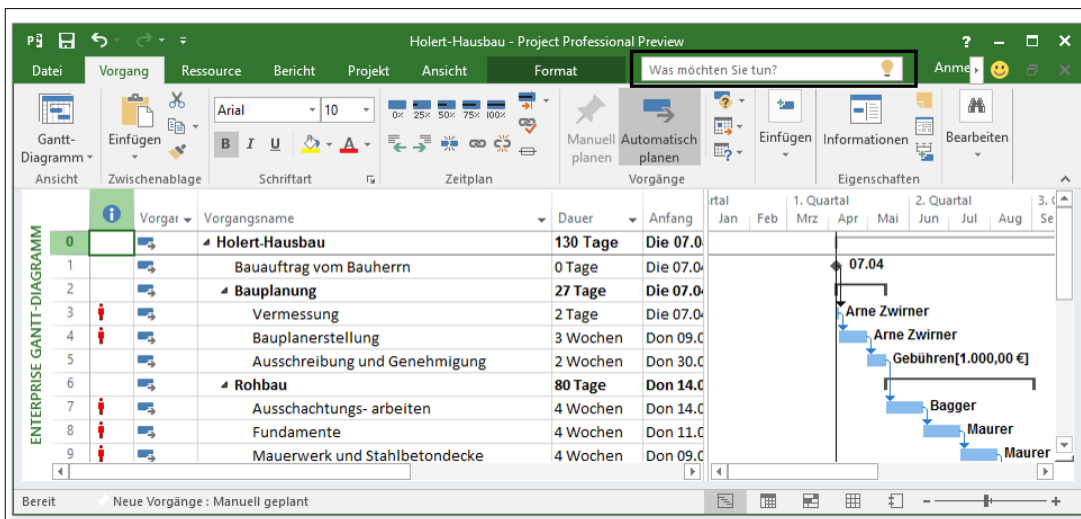 Holert-Hausbau - Project Professional Preview
?
Datei Vorgang Ressource Bericht Projekt Ansicht Format Was möchten Sie tun? Anme
Arial 10
0% 25% 50% 75% 100%
F K U A
Gantt-Diagramm
Einfügen
Manuell planen
Automatisch planen
Einfügen
Informationen
Bearbeiten
Ansicht Zwischenablage Schriftart Zeitplan Vorgänge Eigenschaften
Vorgar Vorgangsname Dauer Anfang
rtal 1. Quartal 2. Quartal 3. Q
Jan Feb Mrz Apr Mai Jun Jul Aug Se
ENTERPRISE GANTT-DIAGRAMM
0 Holert-Hausbau 130 Tage Die 07.0
1 Bauauftrag vom Bauherrn 0 Tage Die 07.0 07.04
2 Bauplanung 27 Tage Die 07.0
3 Vermessung 2 Tage Die 07.0 Arne Zwirner
4 Bauplanerstellung 3 Wochen Don 09.0 Arne Zwirner
5 Ausschreibung und Genehmigung 2 Wochen Don 30.0 Gebühren[1.000,00 €]
6 Rohbau 80 Tage Don 14.0
7 Ausschachtungs- arbeiten 4 Wochen Don 14.0 Bagger
8 Fundamente 4 Wochen Don 11.0 Maurer
9 Mauerwerk und Stahlbetondecke 4 Wochen Don 09.0 Maurer
Bereit Neue Vorgänge : Manuell geplant